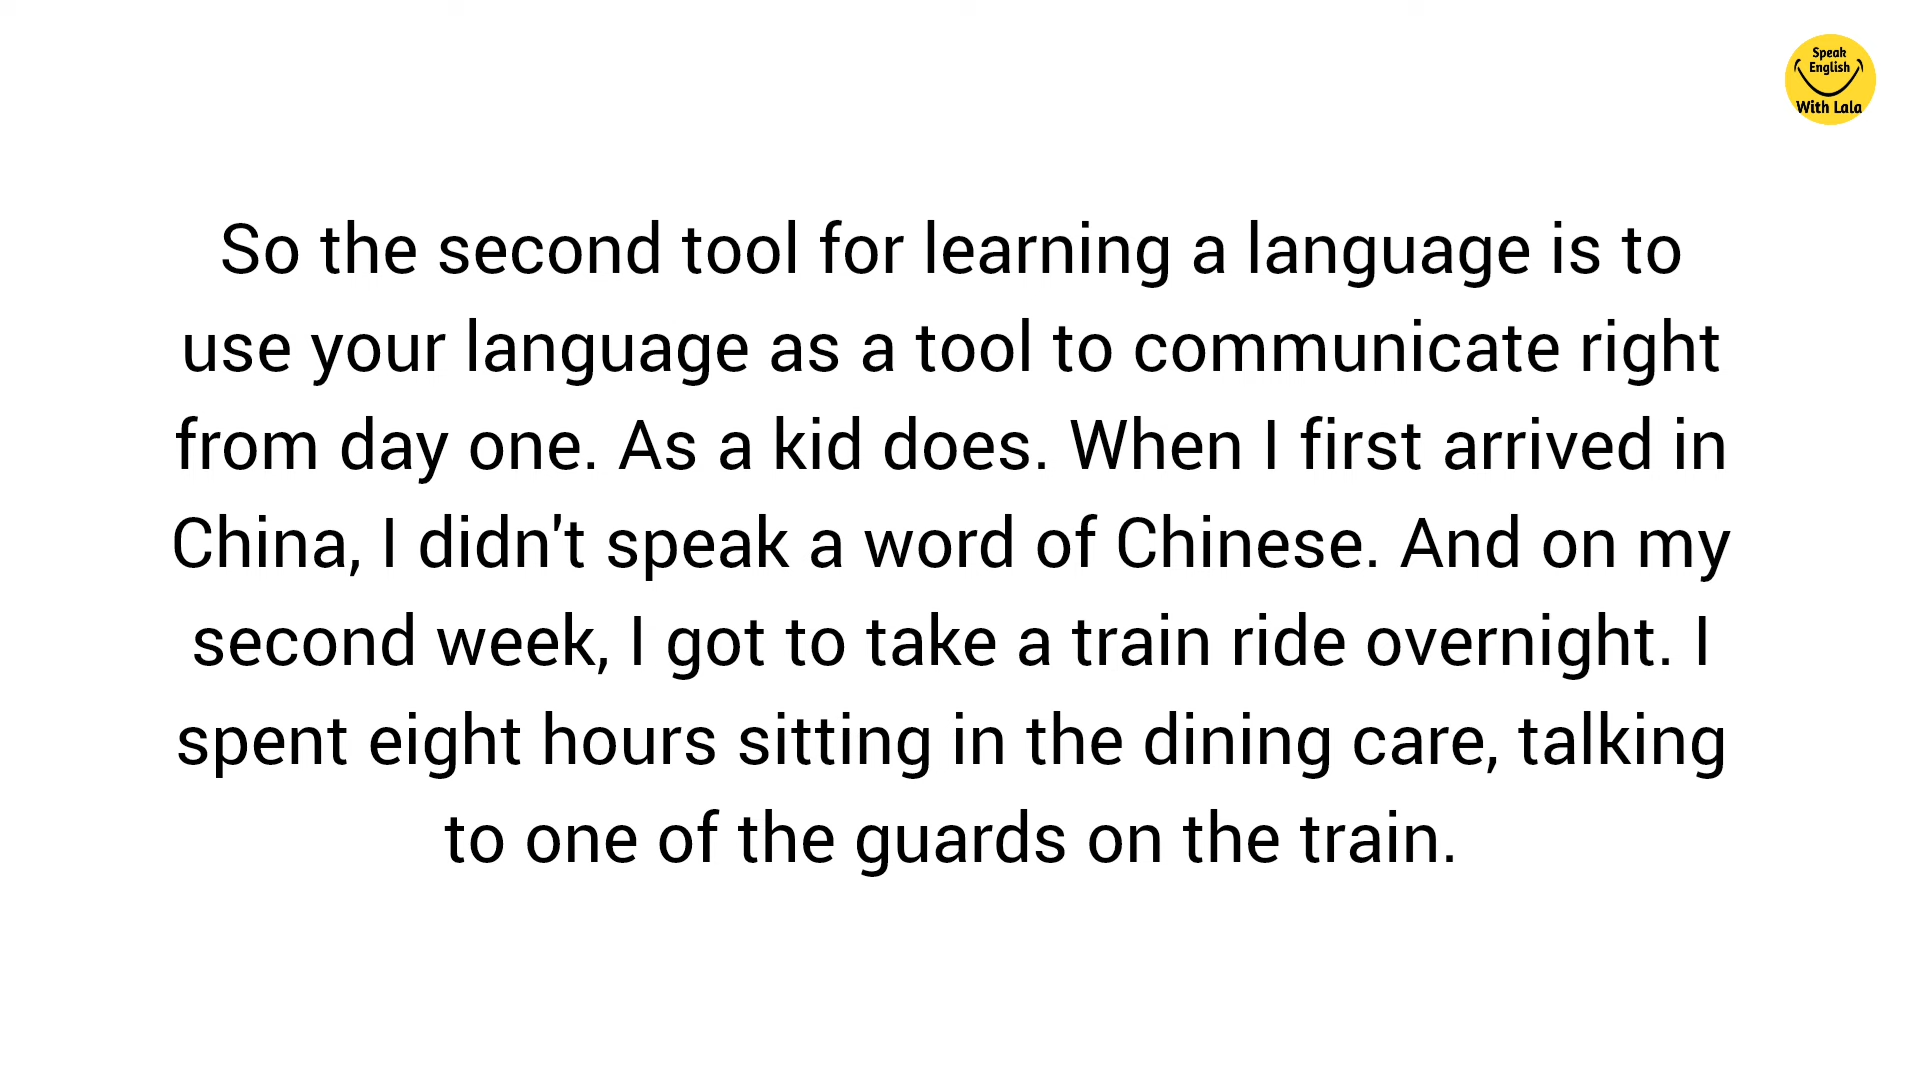 Speak
English
With Lala
So the second tool for learning a language is to
use your language as a tool to communicate right
from day one. As a kid does. When I first arrived in
China, I didn't speak a word of Chinese. And on my
second week, I got to take a train ride overnight. I
spent eight hours sitting in the dining care, talking
to one of the guards on the train.